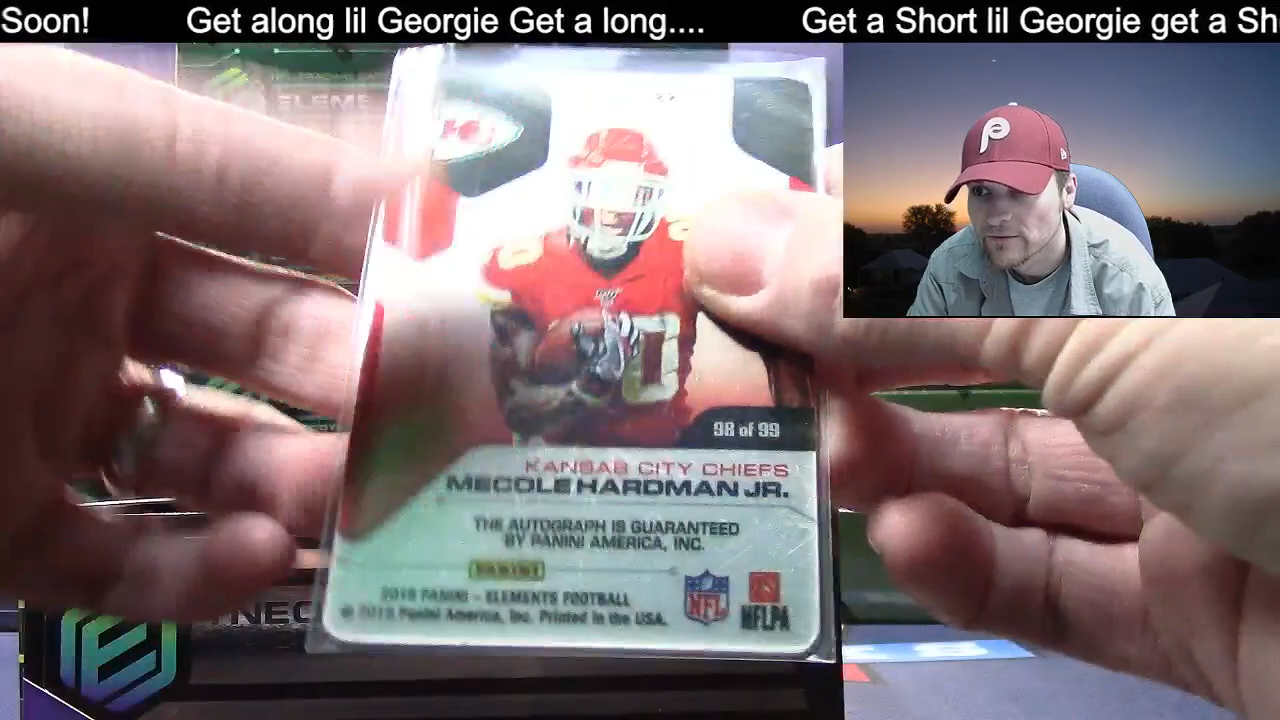 Soon! Get along lil Georgie Get a long.... Get a Short lil Georgie get a Sh
ELEME
98 of 99
KANSAS CITY CHIEFS
MECOLE HARDMAN JR.
THE AUTOGRAPH IS GUARANTEED
BY PANINI AMERICA, INC.
PANINI
2019 PANINI - ELEMENTS FOOTBALL
© 2019 Panini America, Inc. Printed in the USA.
NFL
NFLPA
NEO
P